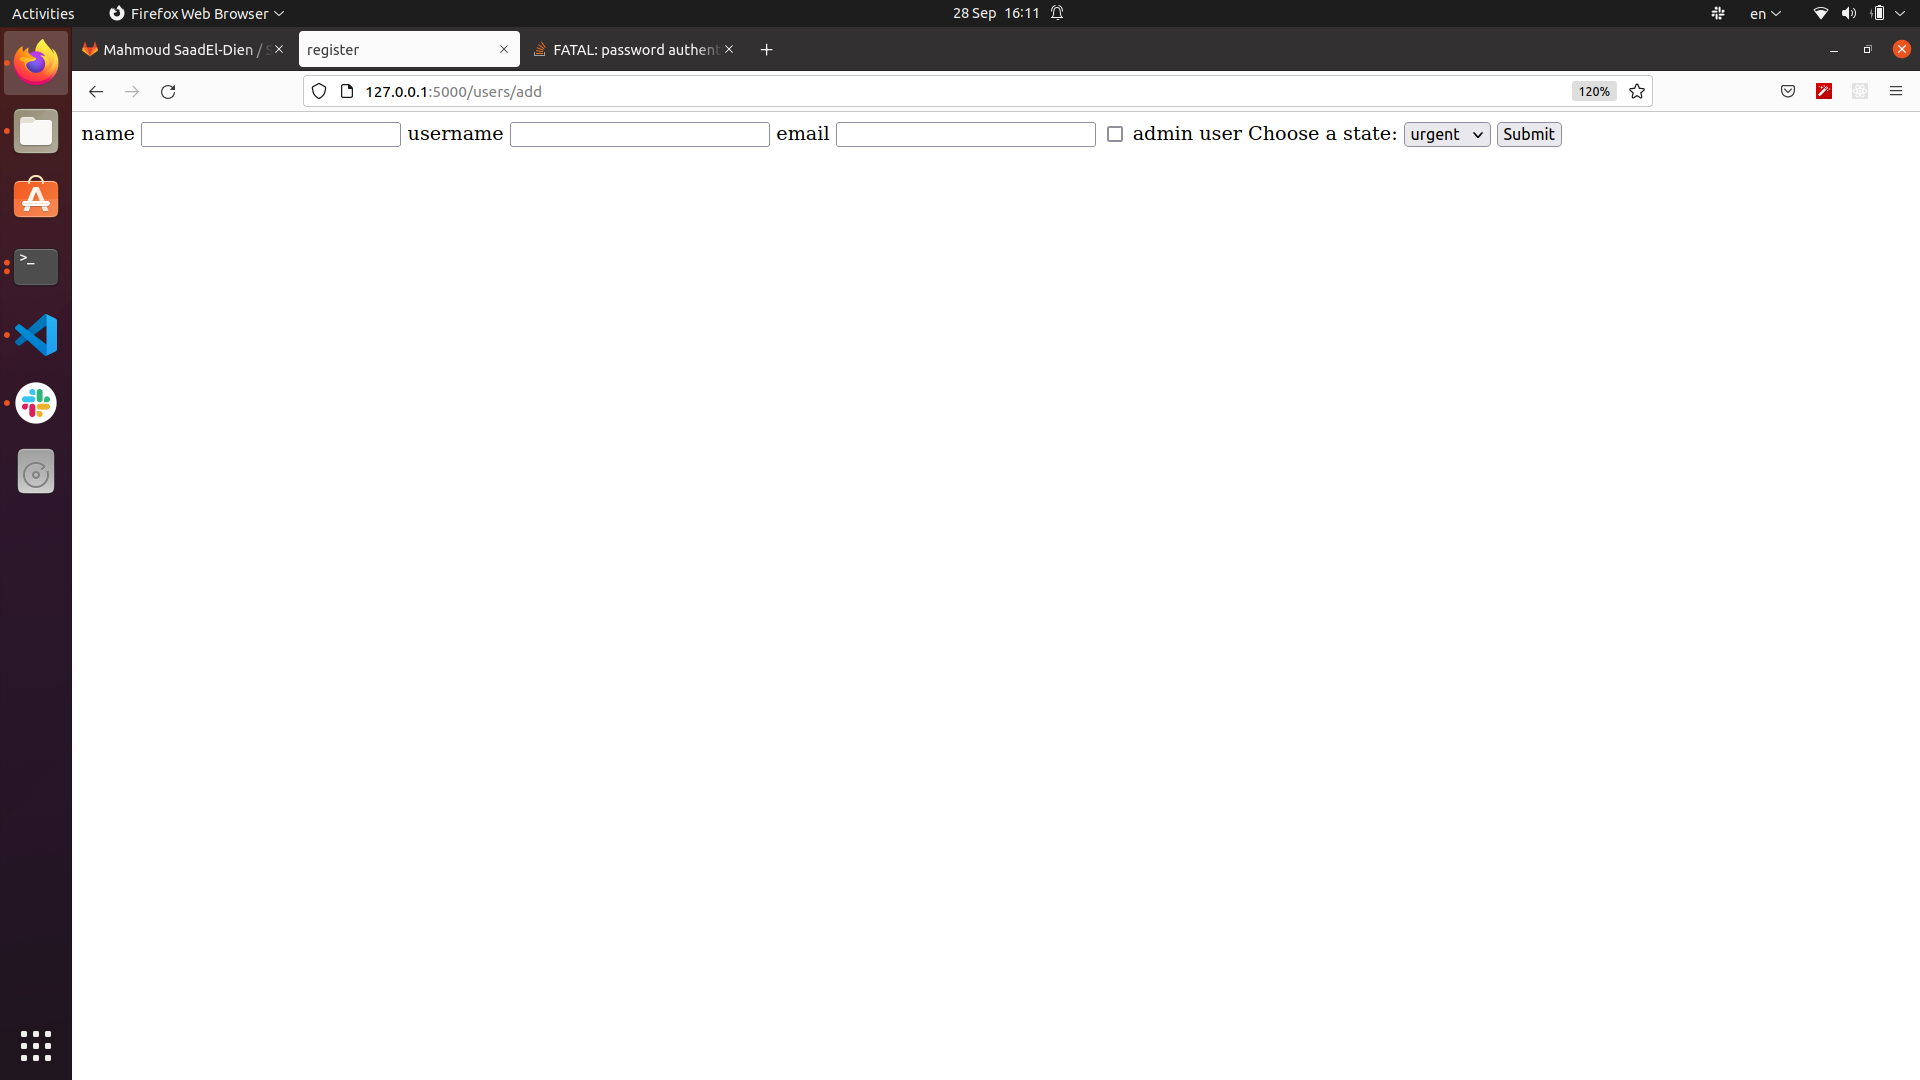 Activities Firefox Web Browser 28 Sep 16:11 en
Mahmoud SaadEl-Dien / register FATAL: password authent
127.0.0.1:5000/users/add 120%
name username email admin user Choose a state: urgent Submit
>_